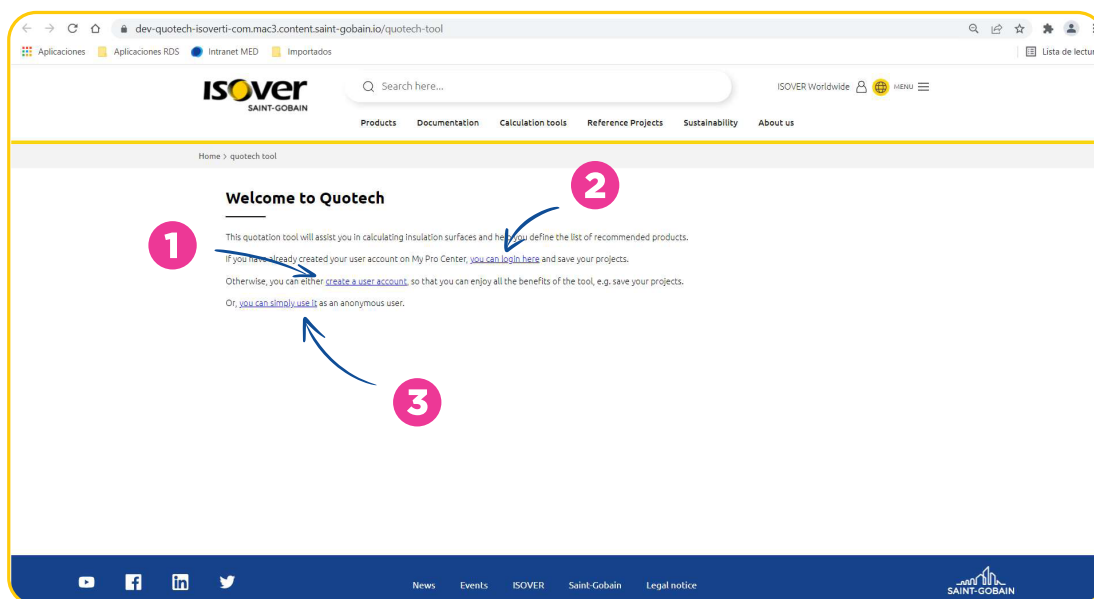 dev-quotech-isoverti-com.mac3.content.saint-gobain.io/quotech-tool
Aplicaciones Aplicaciones RDS Intranet MED Importados Lista de lectur
ISOVER
SAINT-GOBAIN
Search here...
ISOVER Worldwide MENU
Products Documentation Calculation tools Reference Projects Sustainability About us
Home > quotech tool
Welcome to Quotech
2
1
This quotation tool will assist you in calculating insulation surfaces and help you define the list of recommended products.
If you have already created your user account on My Pro Center, you can login here and save your projects.
Otherwise, you can either create a user account, so that you can enjoy all the benefits of the tool, e.g. save your projects.
Or, you can simply use it as an anonymous user.
3
News Events ISOVER Saint-Gobain Legal notice
SAINT-GOBAIN